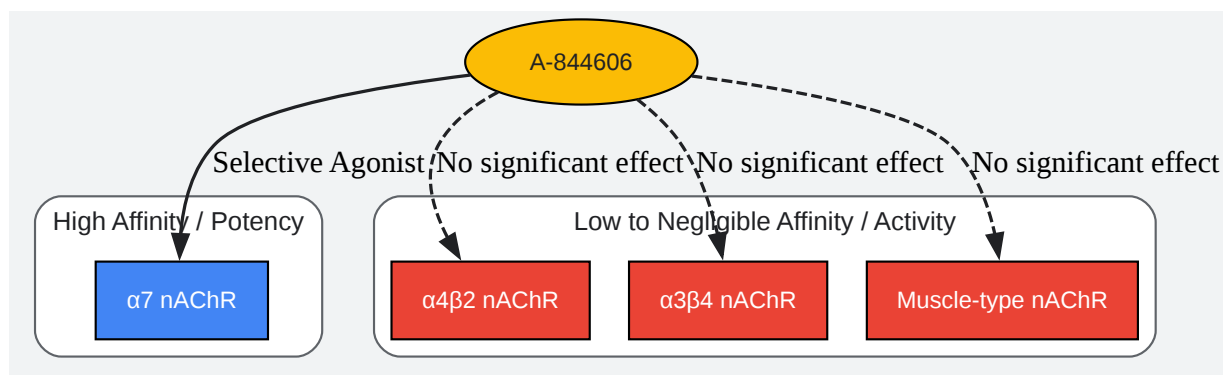 A-844606
Selective Agonist
No significant effect
No significant effect
No significant effect
High Affinity / Potency
Low to Negligible Affinity / Activity
α7 nAChR
α4β2 nAChR
α3β4 nAChR
Muscle-type nAChR